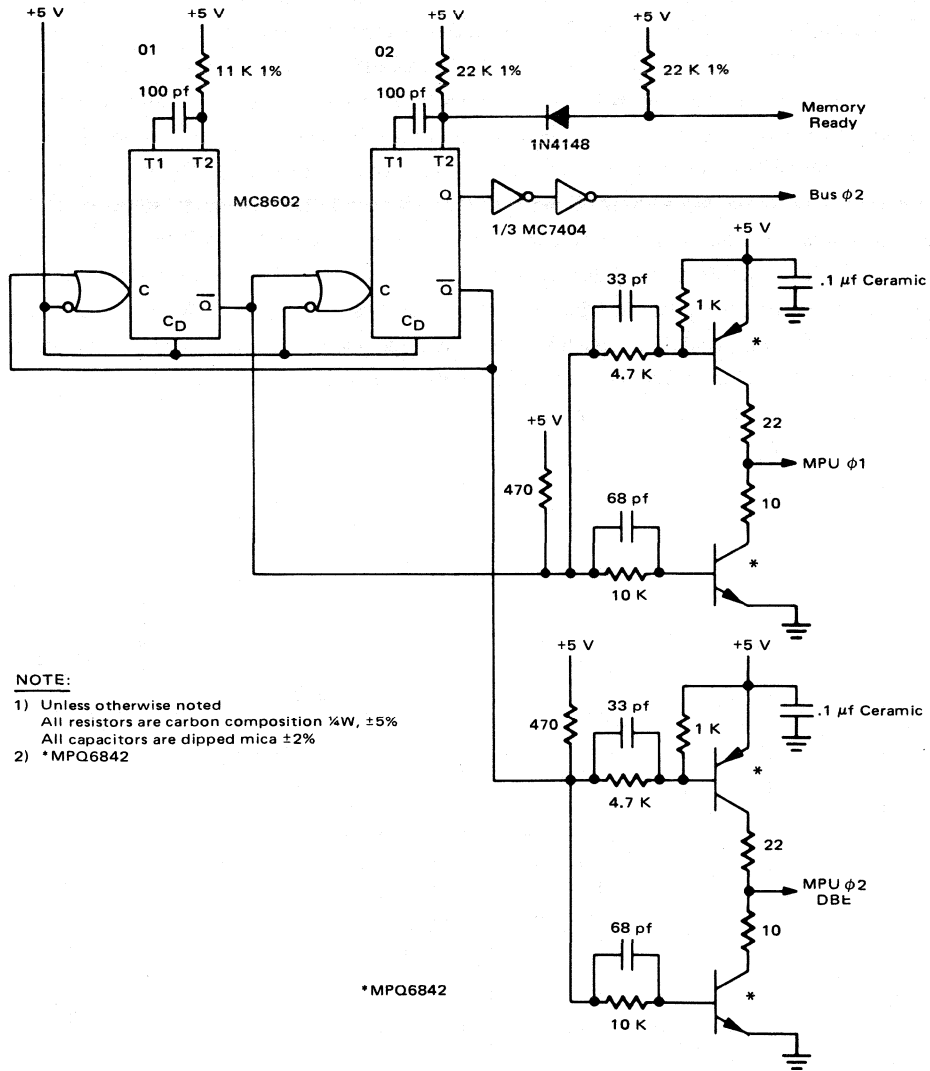 +5 V
+5 V
+5 V
+5 V
01
02
11 K 1%
22 K 1%
22 K 1%
100 pf
100 pf
Memory
Ready
1N4148
T1 T2
T1 T2
MC8602
Q
Bus ϕ2
1/3 MC7404
+5 V
C
Q̅
C
Q̅
33 pf
1 K
.1 µf Ceramic
CD
CD
*
4.7 K
+5 V
22
MPU ϕ1
470
68 pf
10
*
10 K
+5 V
+5 V
NOTE:
1) Unless otherwise noted
All resistors are carbon composition ¼W, ±5%
All capacitors are dipped mica ±2%
2) *MPQ6842
470
33 pf
1 K
.1 µf Ceramic
*
4.7 K
22
MPU ϕ2
DBE
68 pf
10
*MPQ6842
*
10 K